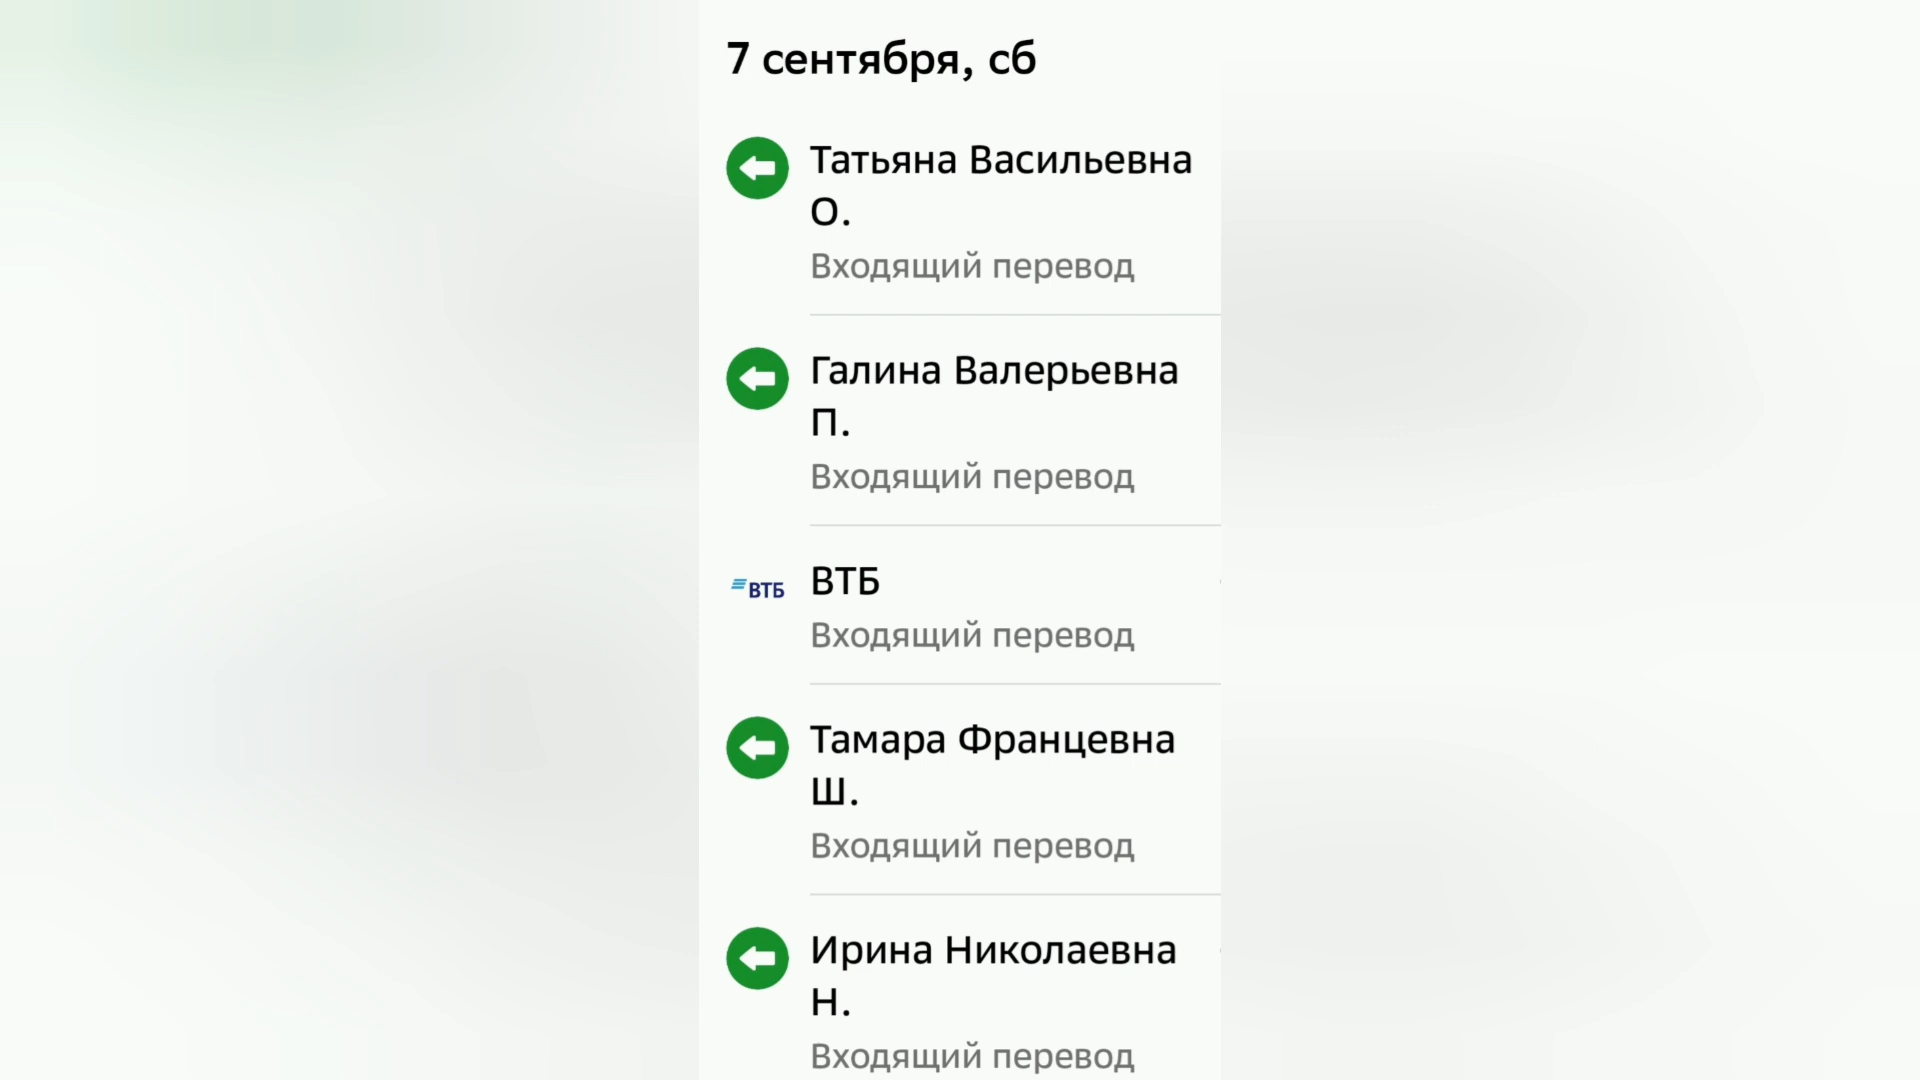 7 сентября, сб
Татьяна Васильевна
О.
Входящий перевод
Галина Валерьевна
П.
Входящий перевод
ВТБ
ВТБ
Входящий перевод
Тамара Францевна
Ш.
Входящий перевод
Ирина Николаевна
Н.
Входящий перевод